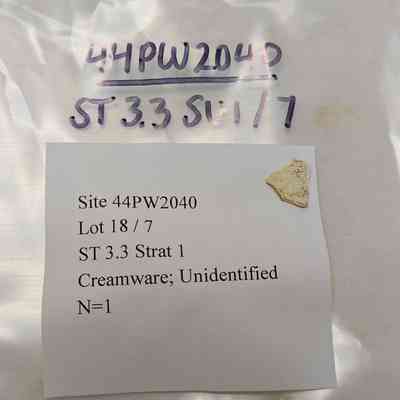 44PW2040
ST 3.3 St. 1 / 7
Site 44PW2040
Lot 18 / 7
ST 3.3 Strat 1
Creamware; Unidentified
N=1